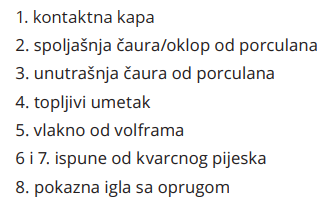 1. kontaktna kapa
2. spoljašnja čaura/oklop od porculana
3. unutrašnja čaura od porculana
4. topljivi umetak
5. vlakno od volframa
6 i 7. ispune od kvarcnog pijeska
8. pokazna igla sa oprugom